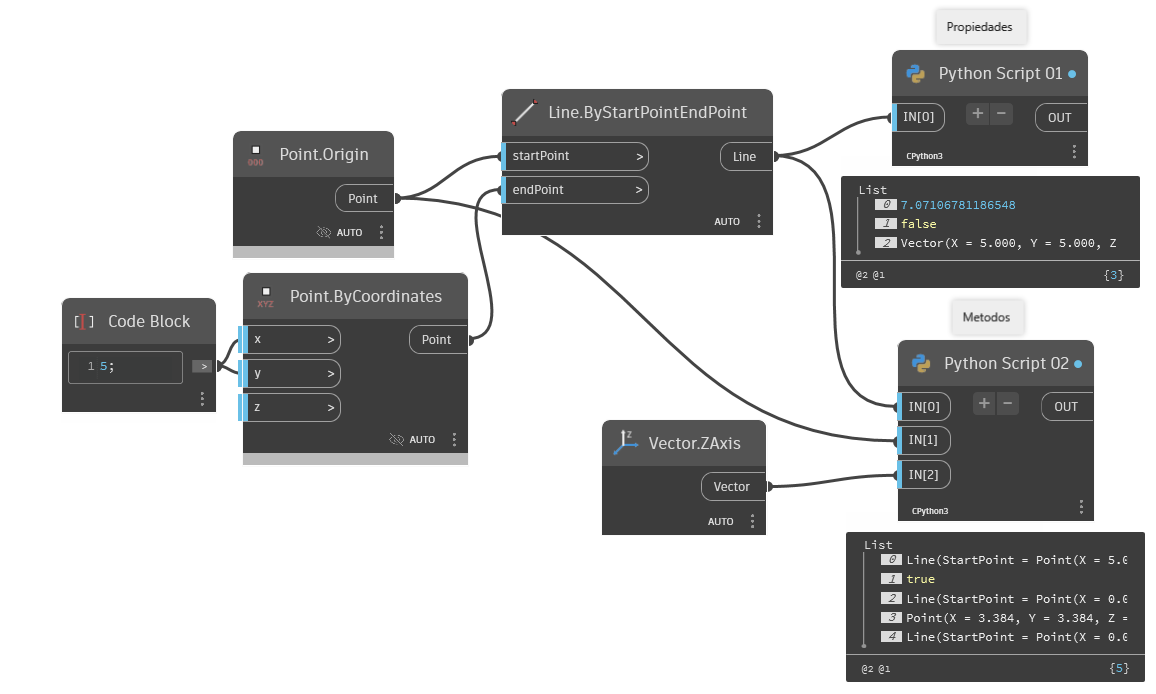 Propiedades
Python Script 01
IN[0]
+ −
OUT
CPython3
List
0 7.07106781186548
1 false
2 Vector(X = 5.000, Y = 5.000, Z
@2 @1
{3}
Line.ByStartPointEndPoint
startPoint >
endPoint >
Line
AUTO
000
Point.Origin
Point
AUTO
XYZ
Point.ByCoordinates
x >
y >
z >
Point
AUTO
[I] Code Block
1 5;
>
Metodos
Python Script 02
IN[0]
+ −
OUT
IN[1]
IN[2]
CPython3
Z
Vector.ZAxis
Vector
AUTO
List
0 Line(StartPoint = Point(X = 5.0
1 true
2 Line(StartPoint = Point(X = 0.0
3 Point(X = 3.384, Y = 3.384, Z =
4 Line(StartPoint = Point(X = 0.0
@2 @1
{5}